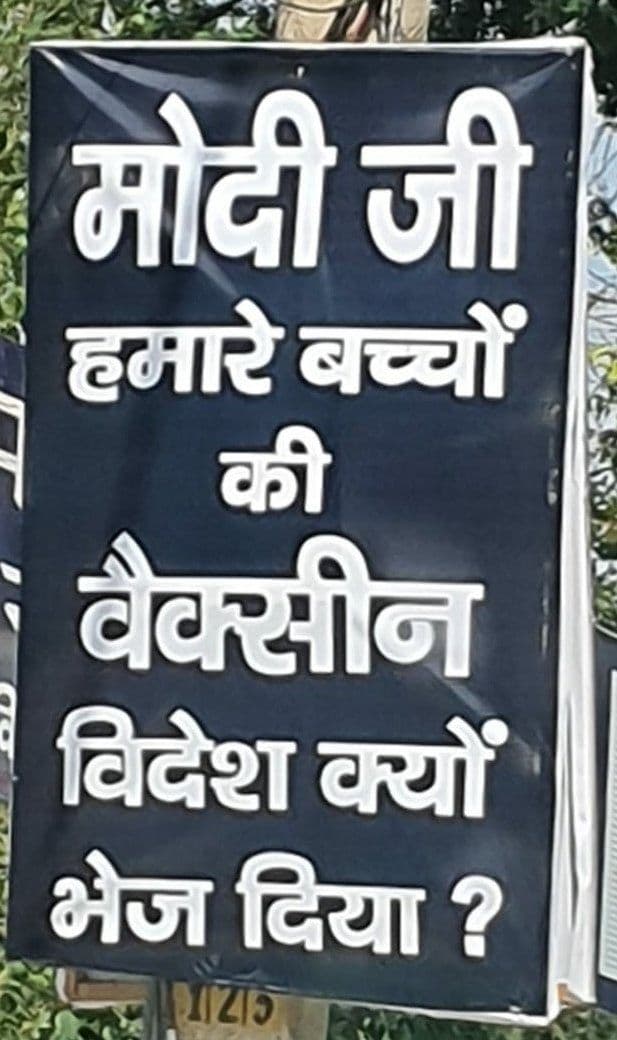 मोदी जी
हमारे बच्चों
की
वैक्सीन
विदेश क्यों
भेज दिया ?